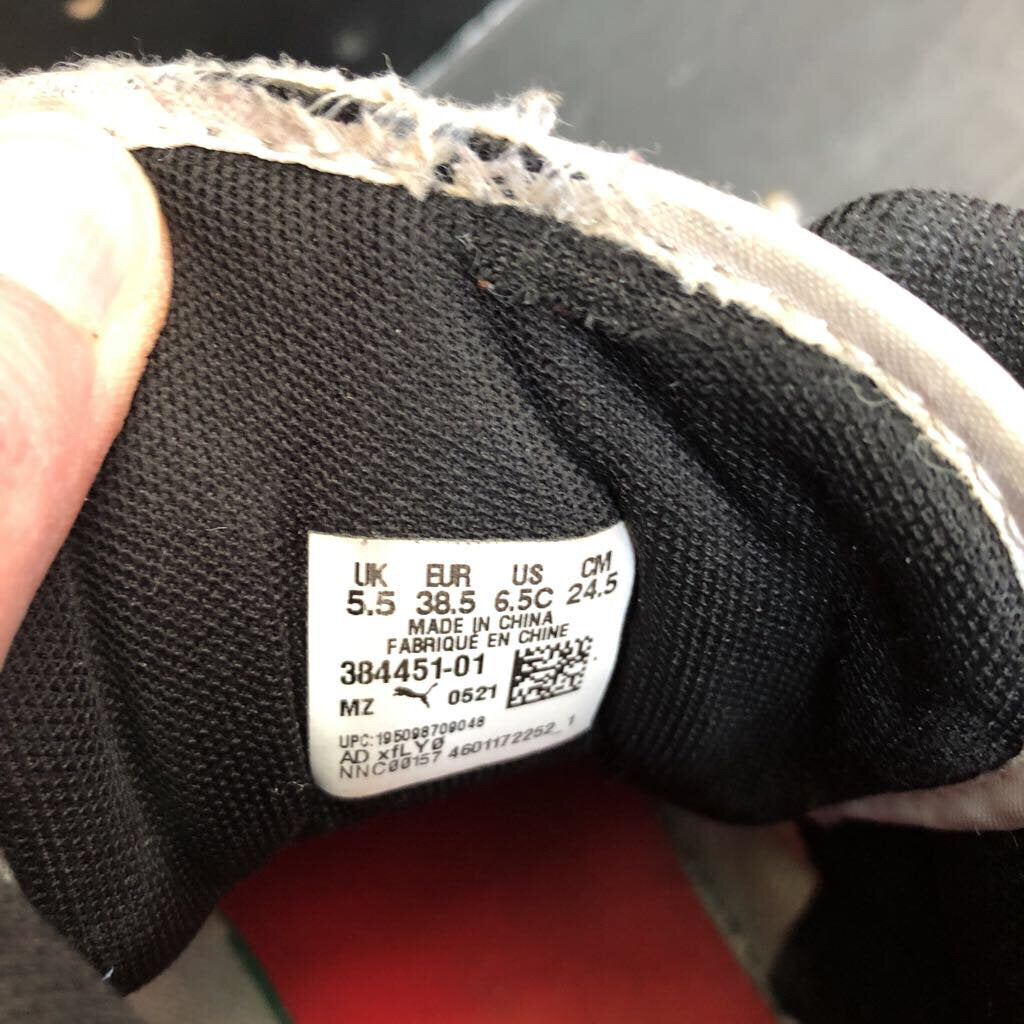 UK EUR US CM
5.5 38.5 6.5C 24.5
MADE IN CHINA
FABRIQUÉ EN CHINE
384451-01
MZ 0521
UPC:195098709048
AD xfLY0
NNC00157 4601172252_1